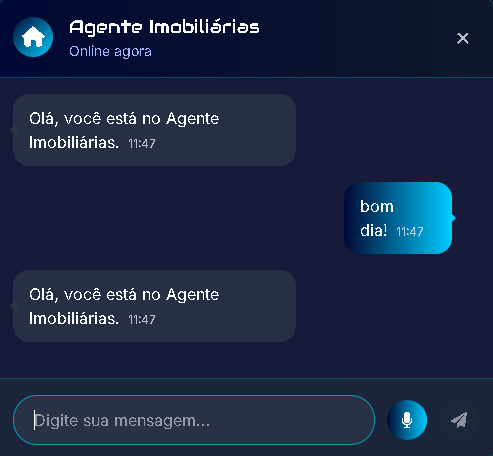 Agente Imobiliárias
Online agora
Olá, você está no Agente
Imobiliárias. 11:47
bom
dia! 11:47
Olá, você está no Agente
Imobiliárias. 11:47
Digite sua mensagem...